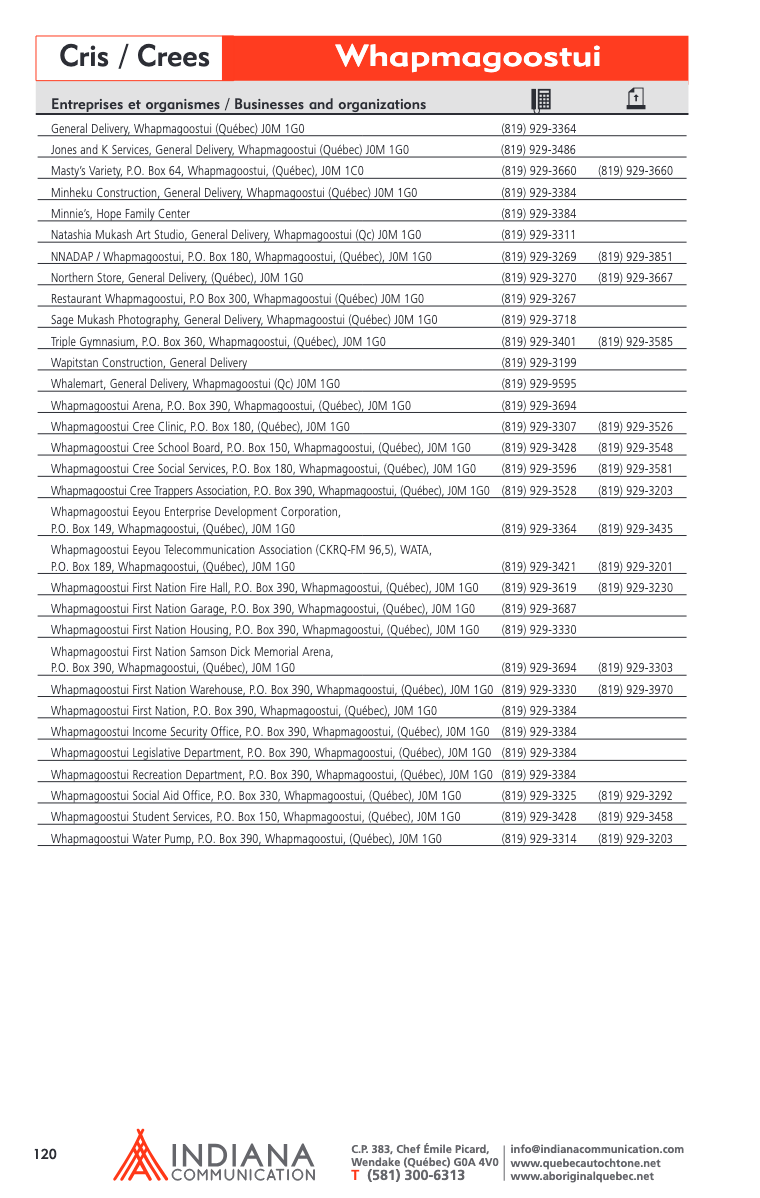 Cris / Crees Whapmagoostui
Entreprises et organismes / Businesses and organizations
General Delivery, Whapmagoostui (Québec) J0M 1G0 (819) 929-3364
Jones and K Services, General Delivery, Whapmagoostui (Québec) J0M 1G0 (819) 929-3486
Masty's Variety, P.O. Box 64, Whapmagoostui, (Québec), J0M 1C0 (819) 929-3660 (819) 929-3660
Minheku Construction, General Delivery, Whapmagoostui (Québec) J0M 1G0 (819) 929-3384
Minnie's, Hope Family Center (819) 929-3384
Natashia Mukash Art Studio, General Delivery, Whapmagoostui (Qc) J0M 1G0 (819) 929-3311
NNADAP / Whapmagoostui, P.O. Box 180, Whapmagoostui, (Québec), J0M 1G0 (819) 929-3269 (819) 929-3851
Northern Store, General Delivery, (Québec), J0M 1G0 (819) 929-3270 (819) 929-3667
Restaurant Whapmagoostui, P.O Box 300, Whapmagoostui (Québec) J0M 1G0 (819) 929-3267
Sage Mukash Photography, General Delivery, Whapmagoostui (Québec) J0M 1G0 (819) 929-3718
Triple Gymnasium, P.O. Box 360, Whapmagoostui, (Québec), J0M 1G0 (819) 929-3401 (819) 929-3585
Wapitstan Construction, General Delivery (819) 929-3199
Whalemart, General Delivery, Whapmagoostui (Qc) J0M 1G0 (819) 929-9595
Whapmagoostui Arena, P.O. Box 390, Whapmagoostui, (Québec), J0M 1G0 (819) 929-3694
Whapmagoostui Cree Clinic, P.O. Box 180, (Québec), J0M 1G0 (819) 929-3307 (819) 929-3526
Whapmagoostui Cree School Board, P.O. Box 150, Whapmagoostui, (Québec), J0M 1G0 (819) 929-3428 (819) 929-3548
Whapmagoostui Cree Social Services, P.O. Box 180, Whapmagoostui, (Québec), J0M 1G0 (819) 929-3596 (819) 929-3581
Whapmagoostui Cree Trappers Association, P.O. Box 390, Whapmagoostui, (Québec), J0M 1G0 (819) 929-3528 (819) 929-3203
Whapmagoostui Eeyou Enterprise Development Corporation,
P.O. Box 149, Whapmagoostui, (Québec), J0M 1G0 (819) 929-3364 (819) 929-3435
Whapmagoostui Eeyou Telecommunication Association (CKRQ-FM 96,5), WATA,
P.O. Box 189, Whapmagoostui, (Québec), J0M 1G0 (819) 929-3421 (819) 929-3201
Whapmagoostui First Nation Fire Hall, P.O. Box 390, Whapmagoostui, (Québec), J0M 1G0 (819) 929-3619 (819) 929-3230
Whapmagoostui First Nation Garage, P.O. Box 390, Whapmagoostui, (Québec), J0M 1G0 (819) 929-3687
Whapmagoostui First Nation Housing, P.O. Box 390, Whapmagoostui, (Québec), J0M 1G0 (819) 929-3330
Whapmagoostui First Nation Samson Dick Memorial Arena,
P.O. Box 390, Whapmagoostui, (Québec), J0M 1G0 (819) 929-3694 (819) 929-3303
Whapmagoostui First Nation Warehouse, P.O. Box 390, Whapmagoostui, (Québec), J0M 1G0 (819) 929-3330 (819) 929-3970
Whapmagoostui First Nation, P.O. Box 390, Whapmagoostui, (Québec), J0M 1G0 (819) 929-3384
Whapmagoostui Income Security Office, P.O. Box 390, Whapmagoostui, (Québec), J0M 1G0 (819) 929-3384
Whapmagoostui Legislative Department, P.O. Box 390, Whapmagoostui, (Québec), J0M 1G0 (819) 929-3384
Whapmagoostui Recreation Department, P.O. Box 390, Whapmagoostui, (Québec), J0M 1G0 (819) 929-3384
Whapmagoostui Social Aid Office, P.O. Box 330, Whapmagoostui, (Québec), J0M 1G0 (819) 929-3325 (819) 929-3292
Whapmagoostui Student Services, P.O. Box 150, Whapmagoostui, (Québec), J0M 1G0 (819) 929-3428 (819) 929-3458
Whapmagoostui Water Pump, P.O. Box 390, Whapmagoostui, (Québec), J0M 1G0 (819) 929-3314 (819) 929-3203
120
INDIANA
COMMUNICATION
C.P. 383, Chef Émile Picard,
Wendake (Québec) G0A 4V0
T (581) 300-6313
info@indianacommunication.com
www.quebecautochtone.net
www.aboriginalquebec.net